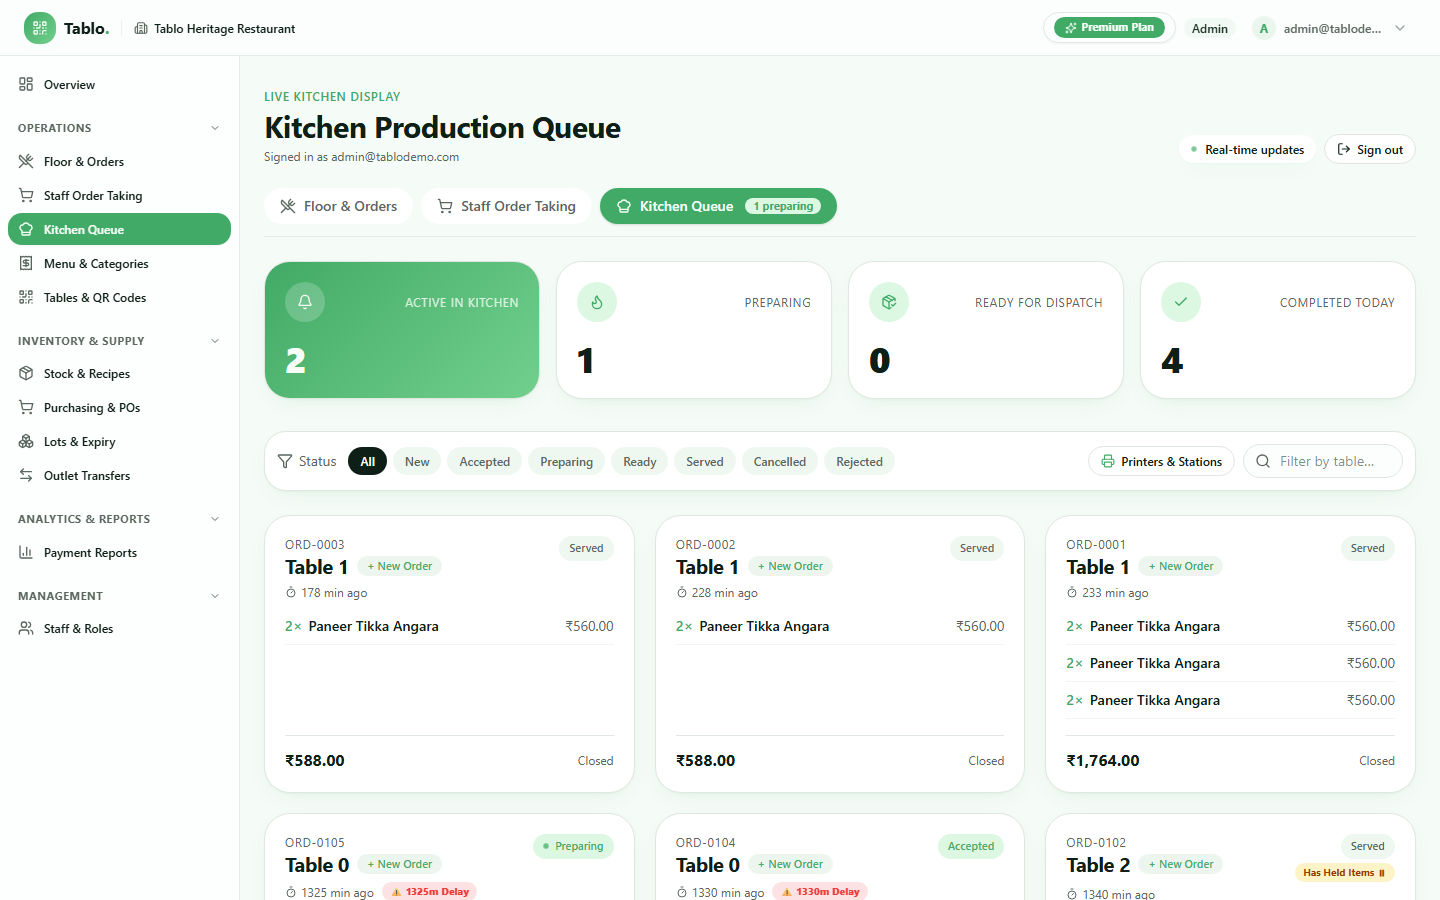 Tablo.
Tablo Heritage Restaurant
Premium Plan
Admin
A
admin@tablode...
Overview
OPERATIONS
Floor & Orders
Staff Order Taking
Kitchen Queue
Menu & Categories
Tables & QR Codes
INVENTORY & SUPPLY
Stock & Recipes
Purchasing & POs
Lots & Expiry
Outlet Transfers
ANALYTICS & REPORTS
Payment Reports
MANAGEMENT
Staff & Roles
LIVE KITCHEN DISPLAY
Kitchen Production Queue
Signed in as admin@tablodemo.com
Real-time updates
Sign out
Floor & Orders
Staff Order Taking
Kitchen Queue 1 preparing
ACTIVE IN KITCHEN
2
PREPARING
1
READY FOR DISPATCH
0
COMPLETED TODAY
4
Status
All
New
Accepted
Preparing
Ready
Served
Cancelled
Rejected
Printers & Stations
Filter by table...
ORD-0003
Served
Table 1 + New Order
178 min ago
2× Paneer Tikka Angara ₹560.00
₹588.00 Closed
ORD-0002
Served
Table 1 + New Order
228 min ago
2× Paneer Tikka Angara ₹560.00
₹588.00 Closed
ORD-0001
Served
Table 1 + New Order
233 min ago
2× Paneer Tikka Angara ₹560.00
2× Paneer Tikka Angara ₹560.00
2× Paneer Tikka Angara ₹560.00
₹1,764.00 Closed
ORD-0105
Preparing
Table 0 + New Order
1325 min ago 1325m Delay
ORD-0104
Accepted
Table 0 + New Order
1330 min ago 1330m Delay
ORD-0102
Served
Table 2 + New Order
Has Held Items ⏸
1340 min ago